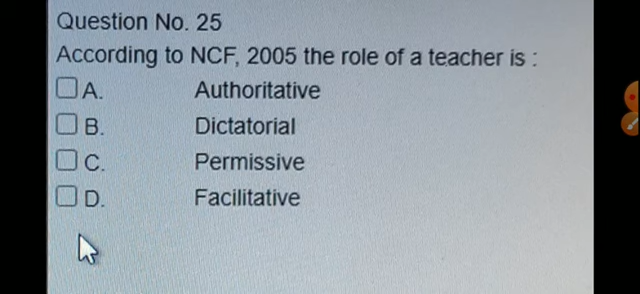 Question No. 25
According to NCF, 2005 the role of a teacher is :
A. Authoritative
B. Dictatorial
C. Permissive
D. Facilitative